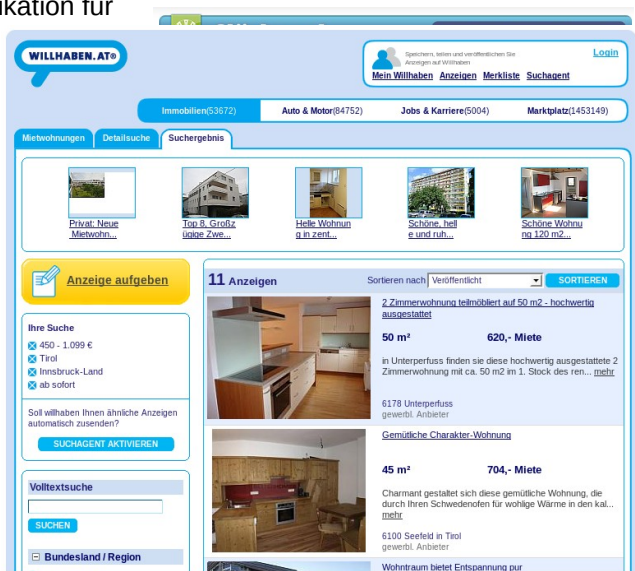 ikation für
WILLHABEN.AT®
Speichern, teilen und veröffentlichen Sie
Anzeigen auf Willhaben
Login
Mein Willhaben Anzeigen Merkliste Suchagent
Immobilien(53672) Auto & Motor(84752) Jobs & Karriere(5004) Marktplatz(1453149)
Mietwohnungen Detailsuche Suchergebnis
Privat: Neue
Mietwohn...
Top 8, Großz
ügige Zwe...
Helle Wohnun
g in zent...
Schöne, hell
e und ruh...
Schöne Wohnu
ng 120 m2...
Anzeige aufgeben
Ihre Suche
450 - 1.099 €
Tirol
Innsbruck-Land
ab sofort
Soll willhaben Ihnen ähnliche Anzeigen
automatisch zusenden?
SUCHAGENT AKTIVIEREN
Volltextsuche
SUCHEN
Bundesland / Region
11 Anzeigen
Sortieren nach Veröffentlicht SORTIEREN
2 Zimmerwohnung teilmöbliert auf 50 m2 - hochwertig
ausgestattet
50 m² 620,- Miete
in Unterperfuss finden sie diese hochwertig ausgestattete 2
Zimmerwohnung mit ca. 50 m2 im 1. Stock des ren... mehr
6178 Unterperfuss
gewerbl. Anbieter
Gemütliche Charakter-Wohnung
45 m² 704,- Miete
Charmant gestaltet sich diese gemütliche Wohnung, die
durch Ihren Schwedenofen für wohlige Wärme in den kal...
mehr
6100 Seefeld in Tirol
gewerbl. Anbieter
Wohntraum bietet Entspannung pur